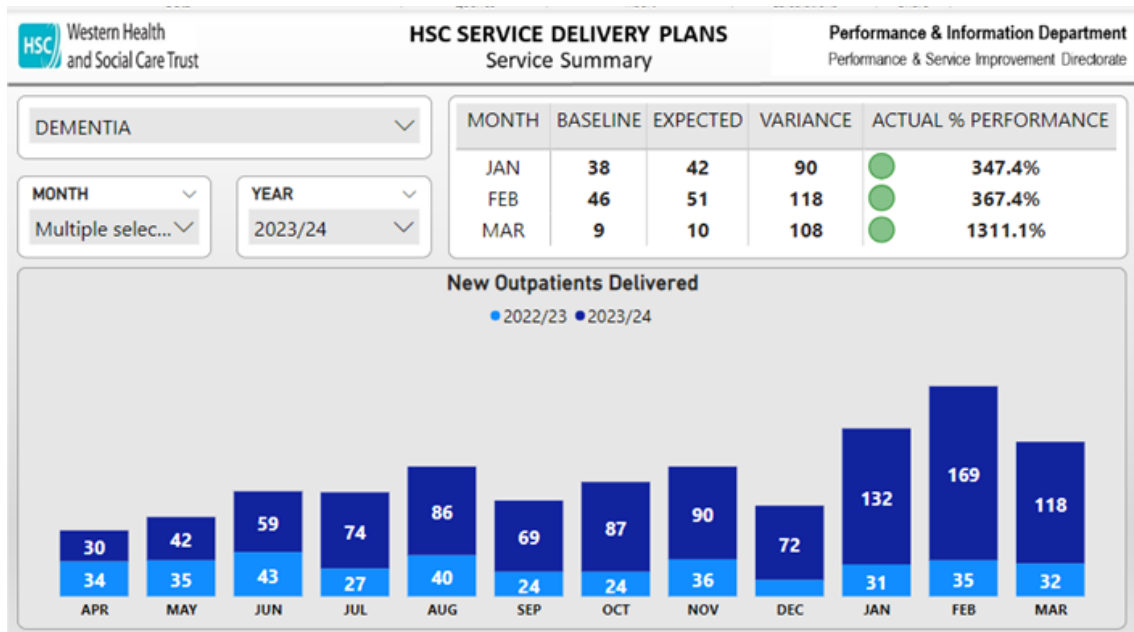 HSC
Western Health
and Social Care Trust
HSC SERVICE DELIVERY PLANS
Service Summary
Performance & Information Department
Performance & Service Improvement Directorate
DEMENTIA
MONTH
Multiple selec...
YEAR
2023/24
MONTH BASELINE EXPECTED VARIANCE ACTUAL % PERFORMANCE
JAN 38 42 90 347.4%
FEB 46 51 118 367.4%
MAR 9 10 108 1311.1%
New Outpatients Delivered
2022/23 2023/24
30 42 59 74 86 69 87 90 72 132 169 118
34 35 43 27 40 24 24 36 31 35 32
APR MAY JUN JUL AUG SEP OCT NOV DEC JAN FEB MAR